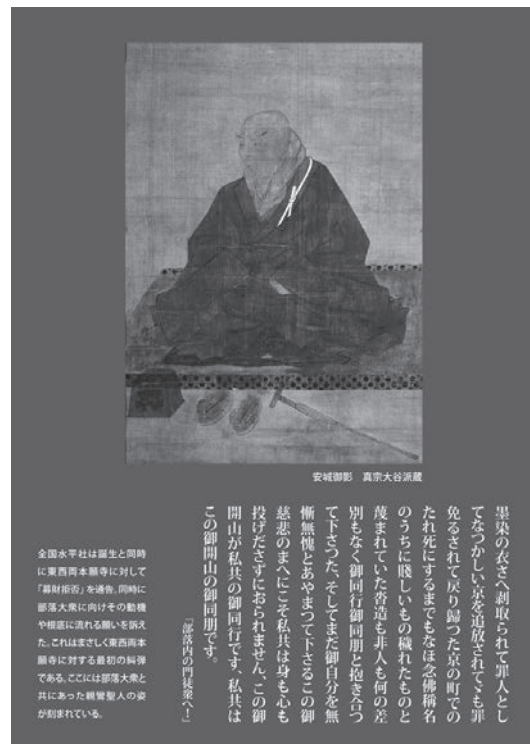 安城御影　真宗大谷派蔵
墨染の衣さへ剥取られて罪人とし
てなつかしい京を追放されてゞも罪
免るされて戻り歸つた京の町での
たれ死にするまでもなほ念佛稱名
のうちに賤しいもの穢れたものと
蔑まれていた沓造も非人も何の差
別もなく御同行御同朋と抱き合つ
て下さつた、そしてまだ御自分を無
慚無愧とあやまつて下さるこの御
慈悲のまへにこそ私共は身も心も
投げださずにおられません、この御
開山が私共の御同行です、私共は
この御開山の御同朋です。
「部落内の門徒衆へ！」
全国水平社は誕生と同時
に東西両本願寺に対して
「募財拒否」を通告、同時に
部落大衆に向けその動機
や根底に流れる願いを訴え
た。これはまさしく東西両本
願寺に対する最初の糾弾
である。ここには部落大衆と
共にあった親鸞聖人の姿
が刻まれている。